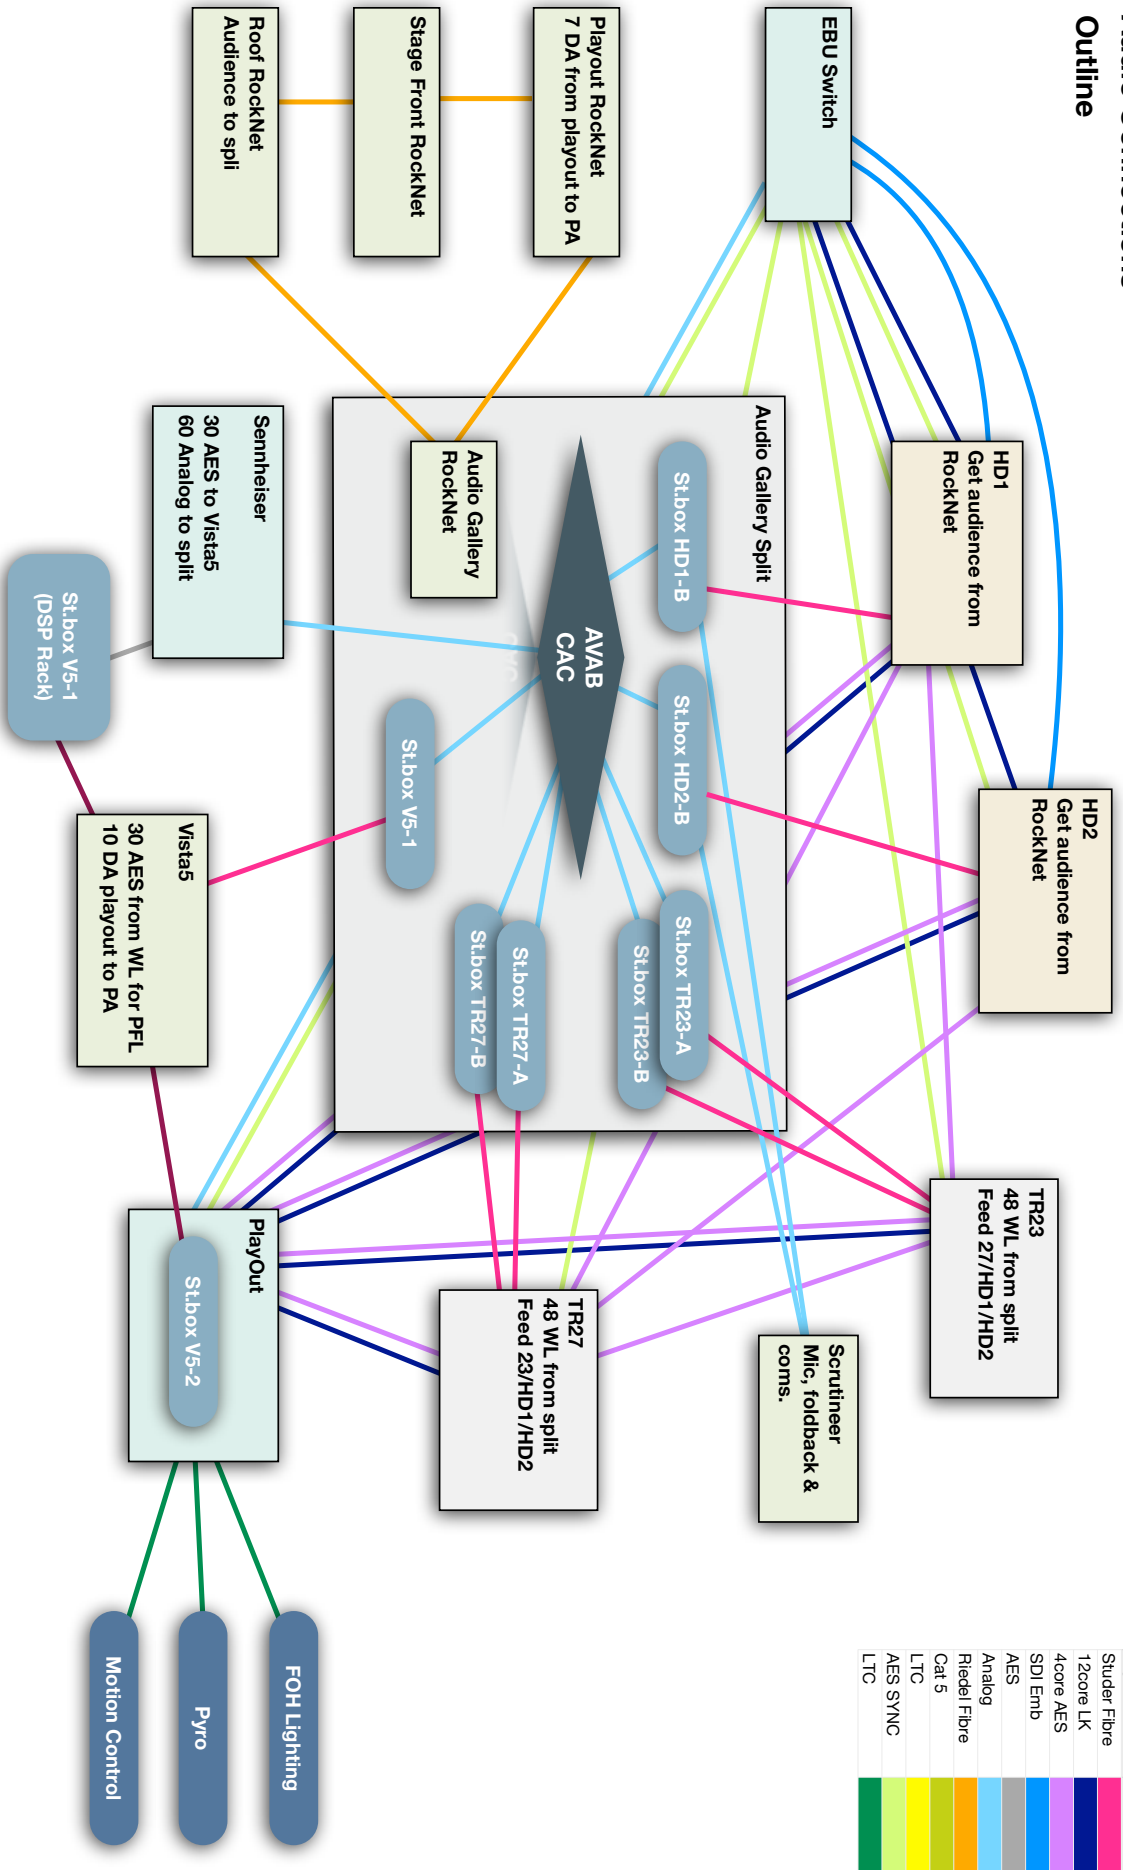 Outline
EBU Switch
Playout RockNet
7 DA from playout to PA
Stage Front RockNet
Roof RockNet
Audience to spli
HD1
Get audience from
RockNet
HD2
Get audience from
RockNet
Audio Gallery Split
St.box HD1-B
St.box HD2-B
AVAB
CAC
Audio Gallery
RockNet
St.box V5-1
St.box TR23-A
St.box TR23-B
St.box TR27-A
St.box TR27-B
Sennheiser
30 AES to Vista5
60 Analog to split
St.box V5-1
(DSP Rack)
Vista5
30 AES from WL for PFL
10 DA playout to PA
TR23
48 WL from split
Feed 27/HD1/HD2
Scrutineer
Mic, foldback &
coms.
TR27
48 WL from split
Feed 23/HD1/HD2
PlayOut
St.box V5-2
FOH Lighting
Pyro
Motion Control
Studer Fibre
12core LK
4core AES
SDI Emb
AES
Analog
Riedel Fibre
Cat 5
LTC
AES SYNC
LTC